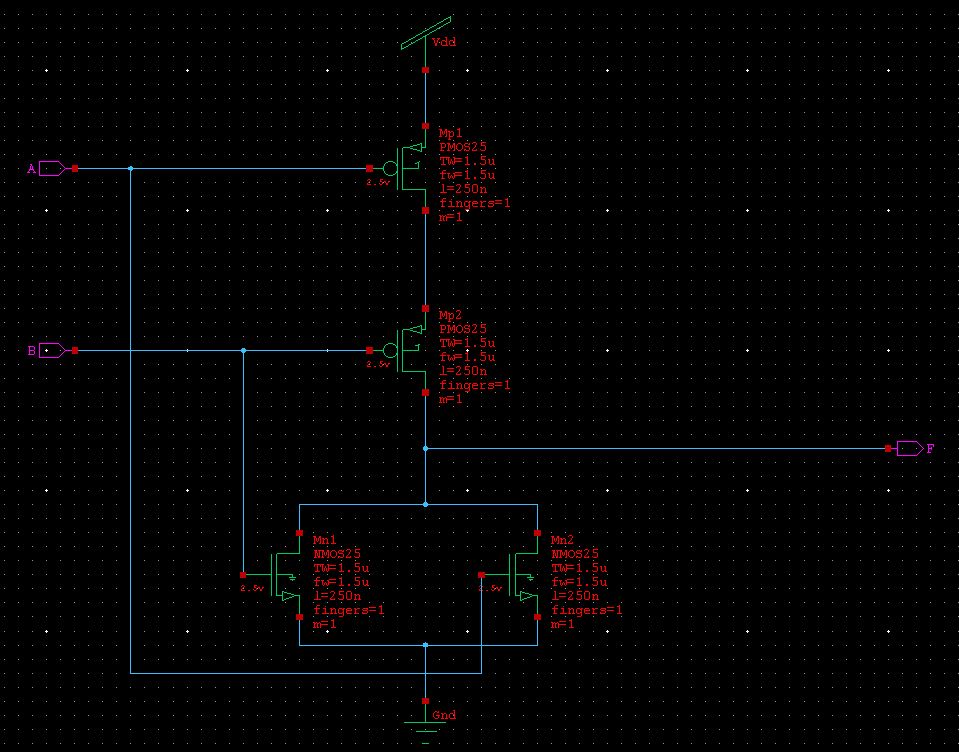 Vdd
Mp1
PMOS25
TW=1.5u
fw=1.5u
l=250n
fingers=1
m=1
A
2.5v
Mp2
PMOS25
TW=1.5u
fw=1.5u
l=250n
fingers=1
m=1
B
2.5v
F
Mn1
NMOS25
TW=1.5u
fw=1.5u
l=250n
fingers=1
m=1
2.5v
Mn2
NMOS25
TW=1.5u
fw=1.5u
l=250n
fingers=1
m=1
2.5v
Gnd